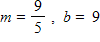 m = 9/5 , b = 9